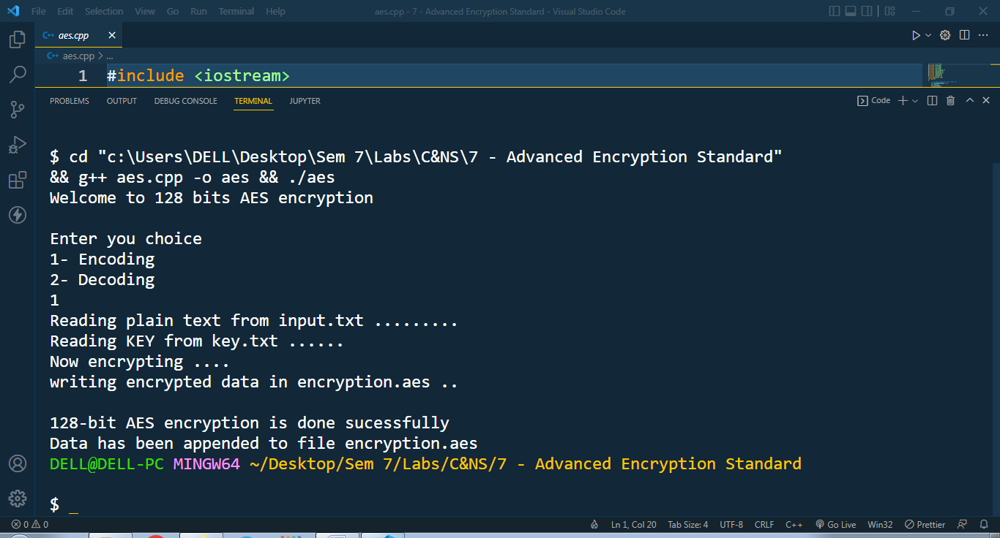 File Edit Selection View Go Run Terminal Help aes.cpp - 7 - Advanced Encryption Standard - Visual Studio Code
C++ aes.cpp
C++ aes.cpp > ...
1 #include <iostream>
PROBLEMS OUTPUT DEBUG CONSOLE TERMINAL JUPYTER Code
$ cd "c:\Users\DELL\Desktop\Sem 7\Labs\C&NS\7 - Advanced Encryption Standard"
&& g++ aes.cpp -o aes && ./aes
Welcome to 128 bits AES encryption
Enter you choice
1- Encoding
2- Decoding
1
Reading plain text from input.txt .........
Reading KEY from key.txt ......
Now encrypting ....
writing encrypted data in encryption.aes ..
128-bit AES encryption is done sucessfully
Data has been appended to file encryption.aes
DELL@DELL-PC MINGW64 ~/Desktop/Sem 7/Labs/C&NS/7 - Advanced Encryption Standard
$ _
0 0 Ln 1, Col 20 Tab Size: 4 UTF-8 CRLF C++ Go Live Win32 Prettier